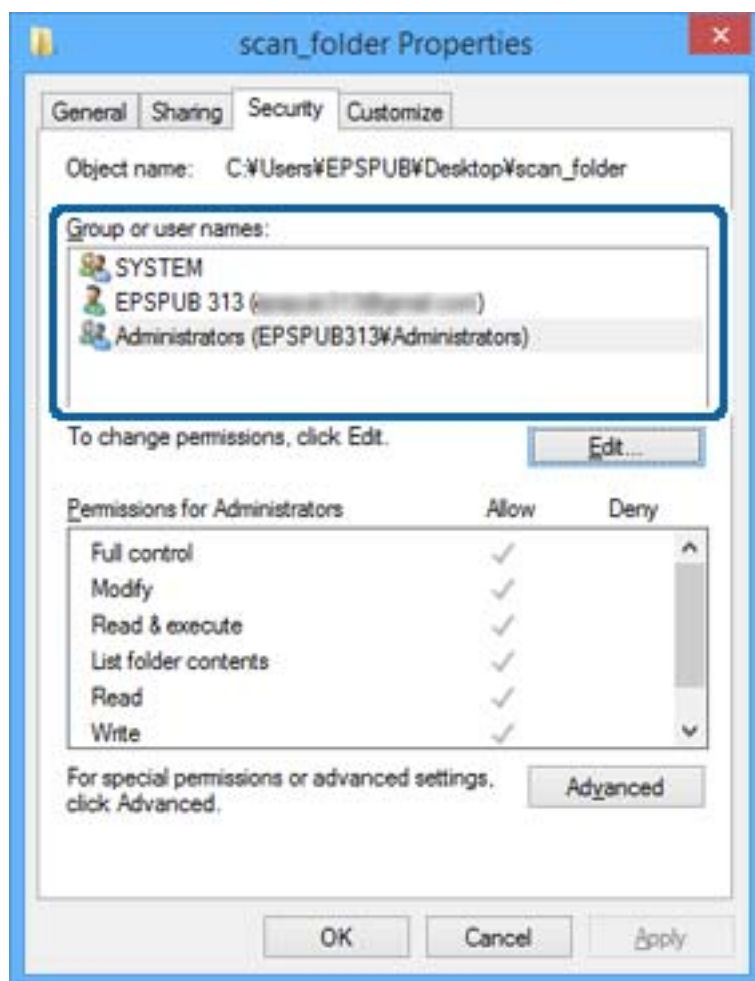 scan_folder Properties
General Sharing Security Customize
Object name: C:¥Users¥EPSPUB¥Desktop¥scan_folder
Group or user names:
SYSTEM
EPSPUB 313 ( )
Administrators (EPSPUB313¥Administrators)
To change permissions, click Edit.
Edit...
Permissions for Administrators Allow Deny
Full control
Modify
Read & execute
List folder contents
Read
Write
For special permissions or advanced settings,
click Advanced.
Advanced
OK Cancel Apply